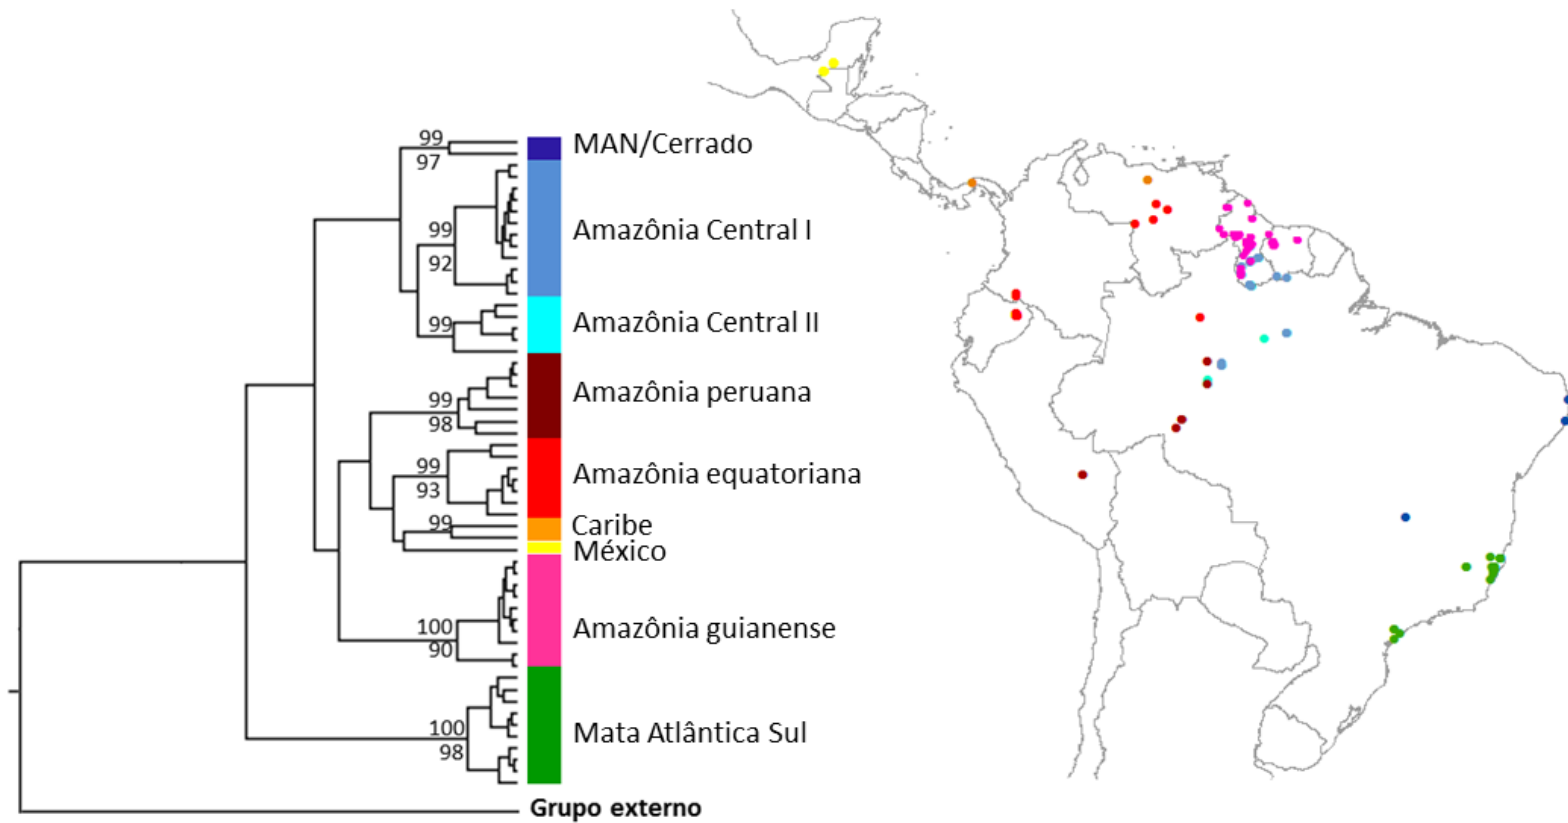 99
97
MAN/Cerrado
99
92
Amazônia Central I
99
Amazônia Central II
99
98
Amazônia peruana
99
93
Amazônia equatoriana
99
Caribe
México
100
90
Amazônia guianense
100
98
Mata Atlântica Sul
Grupo externo